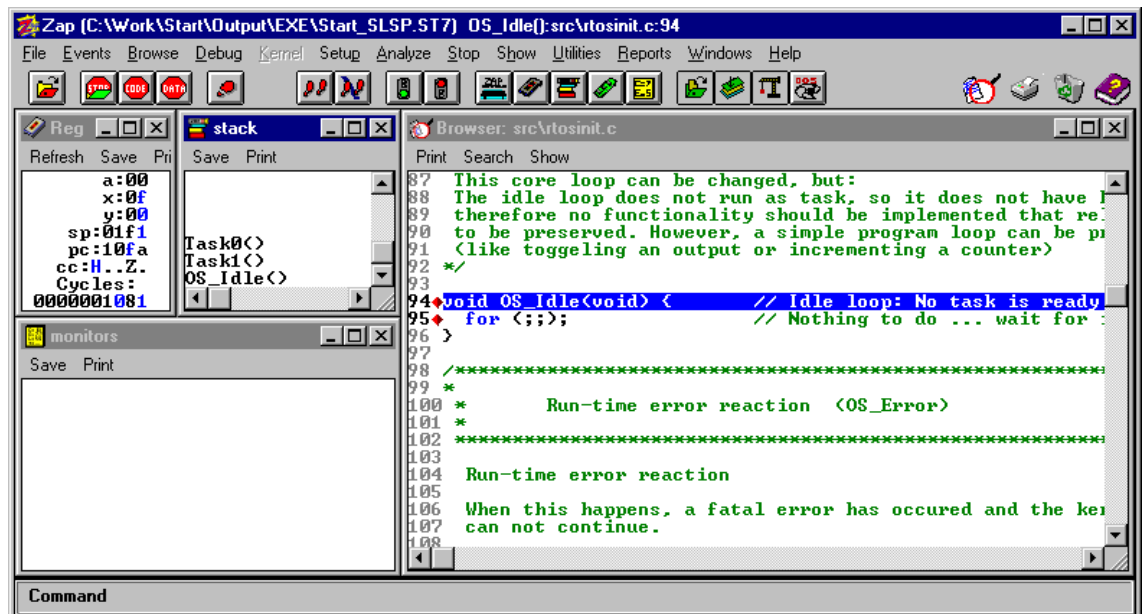 Zap (C:\Work\Start\Output\EXE\Start_SLSP.ST7) OS_Idle():src\rtosinit.c:94
File Events Browse Debug Kernel Setup Analyze Stop Show Utilities Reports Windows Help
STOP CODE DATA ZAP
Reg
Refresh Save Pri
a:00
x:0f
y:00
sp:01f1
pc:10fa
cc:H..Z.
Cycles:
0000001081
stack
Save Print
Task0()
Task1()
OS_Idle()
monitors
Save Print
Browser: src\rtosinit.c
Print Search Show
87 This core loop can be changed, but:
88 The idle loop does not run as task, so it does not have
89 therefore no functionality should be implemented that
90 to be preserved. However, a simple program loop can be
91 (like toggeling an output or incrementing a counter)
92 */
93
94 void OS_Idle(void) { // Idle loop: No task is ready
95 for (;;); // Nothing to do ... wait for
96 }
97
98 /******************************************************
99 *
100 * Run-time error reaction (OS_Error)
101 *
102 ******************************************************
103
104 Run-time error reaction
105
106 When this happens, a fatal error has occured and the
107 can not continue.
108
Command